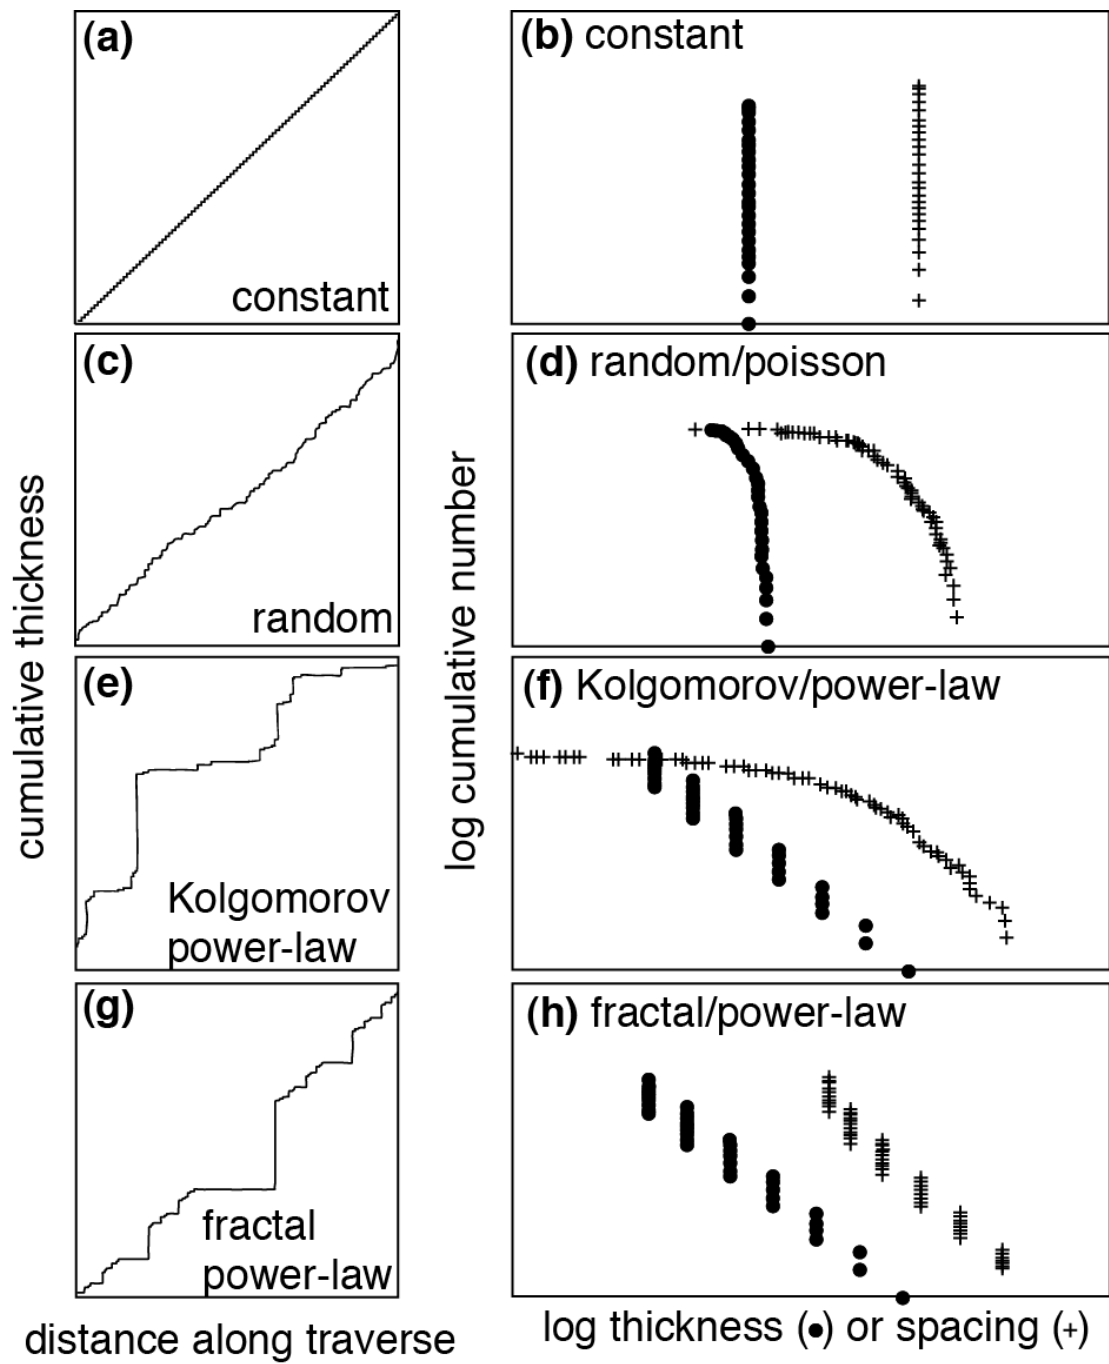 (a)
constant
(b) constant
(c)
random
(d) random/poisson
cumulative thickness
log cumulative number
(e)
Kolgomorov
power-law
(f) Kolgomorov/power-law
(g)
fractal
power-law
(h) fractal/power-law
distance along traverse
log thickness (●) or spacing (+)